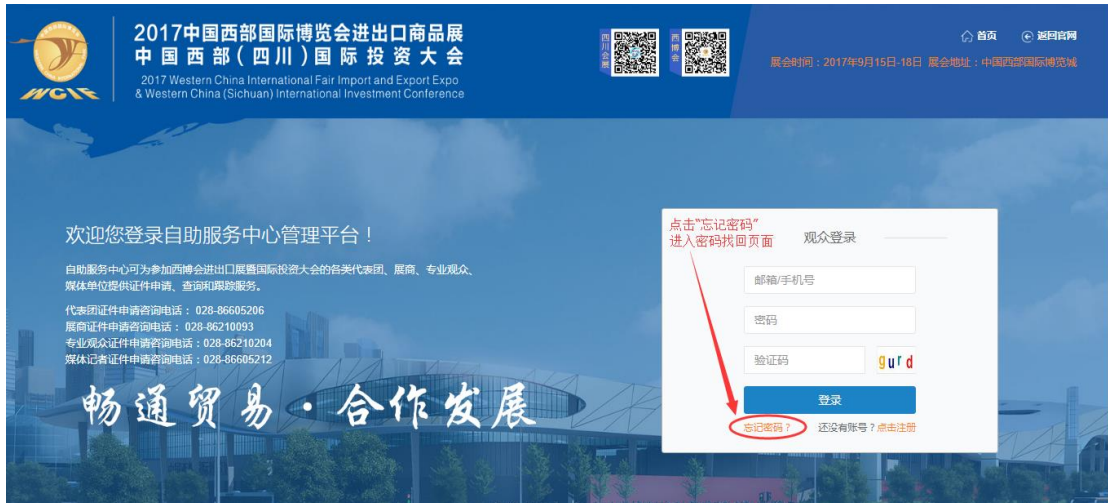 2017中国西部国际博览会进出口商品展
中国西部(四川)国际投资大会
2017 Western China International Fair Import and Export Expo
& Western China (Sichuan) International Investment Conference
WCIF
四川会展
西博会
首页
返回官网
展会时间：2017年9月15日-18日 展会地址：中国西部国际博览城
欢迎您登录自助服务中心管理平台！
自助服务中心可为参加西博会进出口展暨国际投资大会的各类代表团、展商、专业观众、
媒体单位提供证件申请、查询和跟踪服务。
代表团证件申请咨询电话： 028-86605206
展商证件申请咨询电话： 028-86210093
专业观众证件申请咨询电话：028-86210204
媒体记者证件申请咨询电话：028-86605212
畅通贸易·合作发展
点击"忘记密码"
进入密码找回页面
观众登录
邮箱/手机号
密码
验证码
gurd
登录
忘记密码？
还没有账号？点击注册